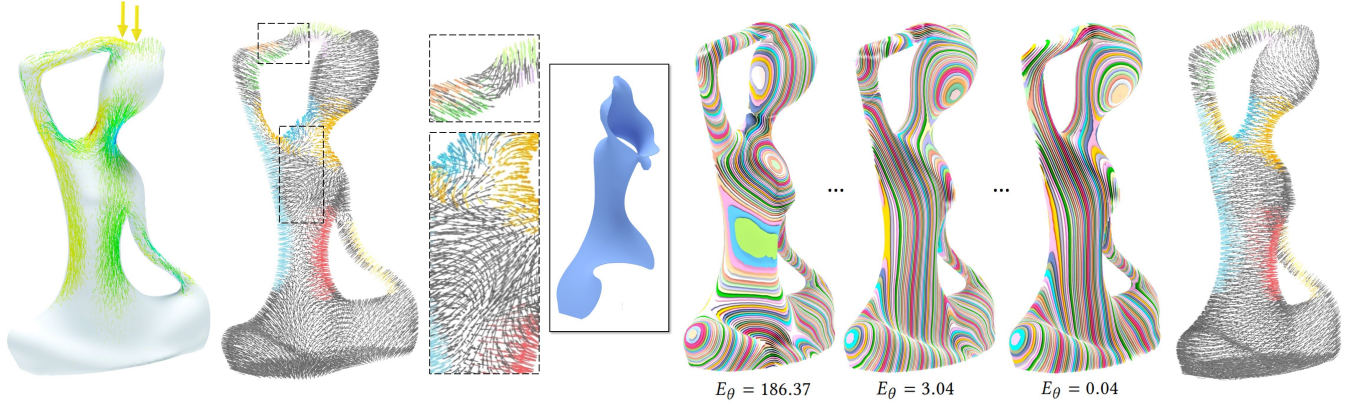 ... ...
E_θ = 186.37 E_θ = 3.04 E_θ = 0.04